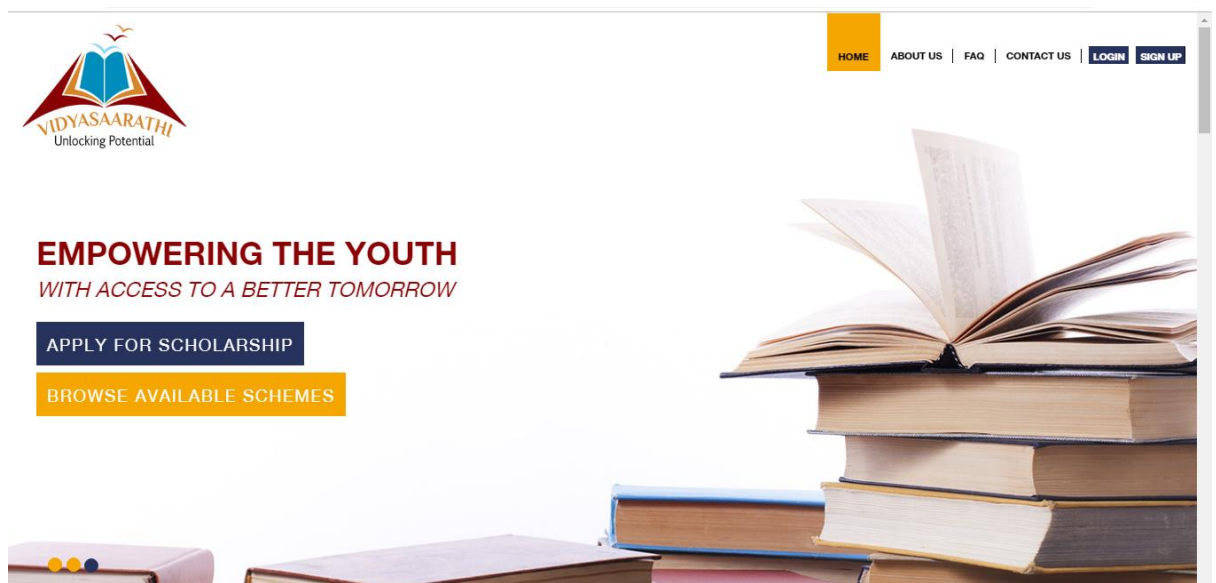 VIDYASAARATHI
Unlocking Potential
HOME ABOUT US FAQ CONTACT US LOGIN SIGN UP
EMPOWERING THE YOUTH
WITH ACCESS TO A BETTER TOMORROW
APPLY FOR SCHOLARSHIP
BROWSE AVAILABLE SCHEMES